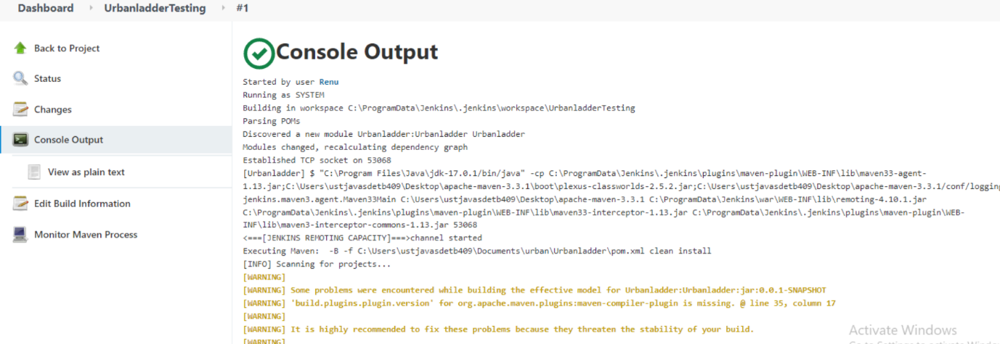 Dashboard UrbanladderTesting #1
Back to Project
Status
Changes
Console Output
View as plain text
Edit Build Information
Monitor Maven Process
Console Output
Started by user Renu
Running as SYSTEM
Building in workspace C:\ProgramData\Jenkins\.jenkins\workspace\UrbanladderTesting
Parsing POMs
Discovered a new module Urbanladder:Urbanladder Urbanladder
Modules changed, recalculating dependency graph
Established TCP socket on 53068
[Urbanladder] $ "C:\Program Files\Java\jdk-17.0.1/bin/java" -cp C:\ProgramData\Jenkins\.jenkins\plugins\maven-plugin\WEB-INF\lib\maven33-agent-
1.13.jar;C:\Users\ustjavasdetb409\Desktop\apache-maven-3.3.1\boot\plexus-classworlds-2.5.2.jar;C:\Users\ustjavasdetb409\Desktop\apache-maven-3.3.1/conf/logging
jenkins.maven3.agent.Maven33Main C:\Users\ustjavasdetb409\Desktop\apache-maven-3.3.1 C:\ProgramData\Jenkins\war\WEB-INF\lib\remoting-4.10.1.jar
C:\ProgramData\Jenkins\.jenkins\plugins\maven-plugin\WEB-INF\lib\maven33-interceptor-1.13.jar C:\ProgramData\Jenkins\.jenkins\plugins\maven-plugin\WEB-
INF\lib\maven3-interceptor-commons-1.13.jar 53068
<===[JENKINS REMOTING CAPACITY]===>channel started
Executing Maven:  -B -f C:\Users\ustjavasdetb409\Documents\urban\Urbanladder\pom.xml clean install
[INFO] Scanning for projects...
[WARNING]
[WARNING] Some problems were encountered while building the effective model for Urbanladder:Urbanladder:jar:0.0.1-SNAPSHOT
[WARNING] 'build.plugins.plugin.version' for org.apache.maven.plugins:maven-compiler-plugin is missing. @ line 35, column 17
[WARNING]
[WARNING] It is highly recommended to fix these problems because they threaten the stability of your build.
[WARNING]
Activate Windows